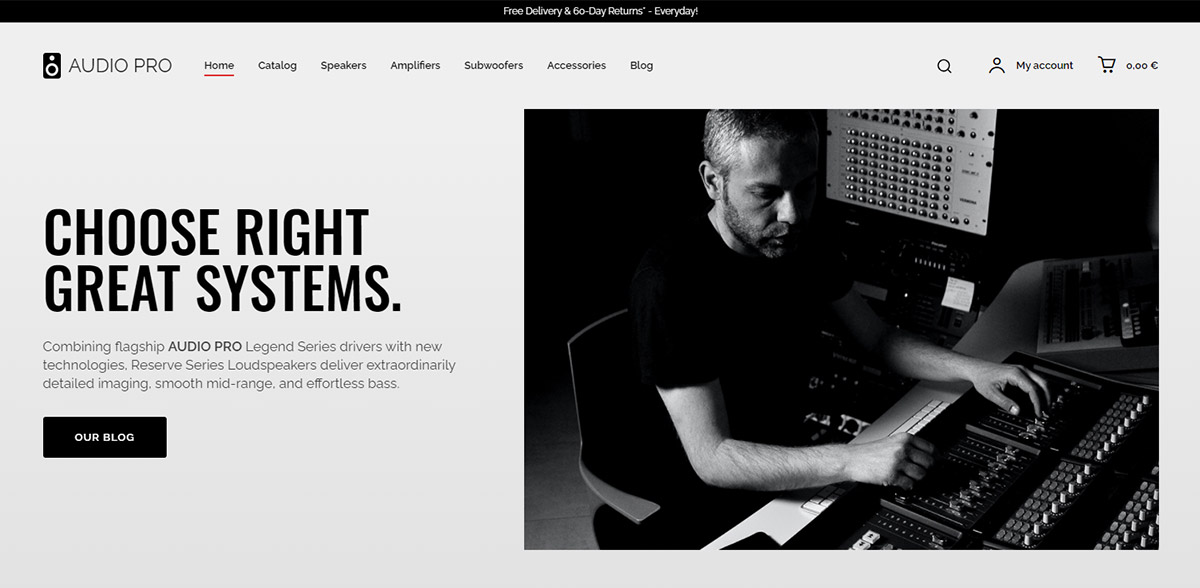 Free Delivery & 60-Day Returns* - Everyday!
AUDIO PRO
Home Catalog Speakers Amplifiers Subwoofers Accessories Blog
My account 0,00 €
CHOOSE RIGHT
GREAT SYSTEMS.
Combining flagship AUDIO PRO Legend Series drivers with new
technologies, Reserve Series Loudspeakers deliver extraordinarily
detailed imaging, smooth mid-range, and effortless bass.
OUR BLOG